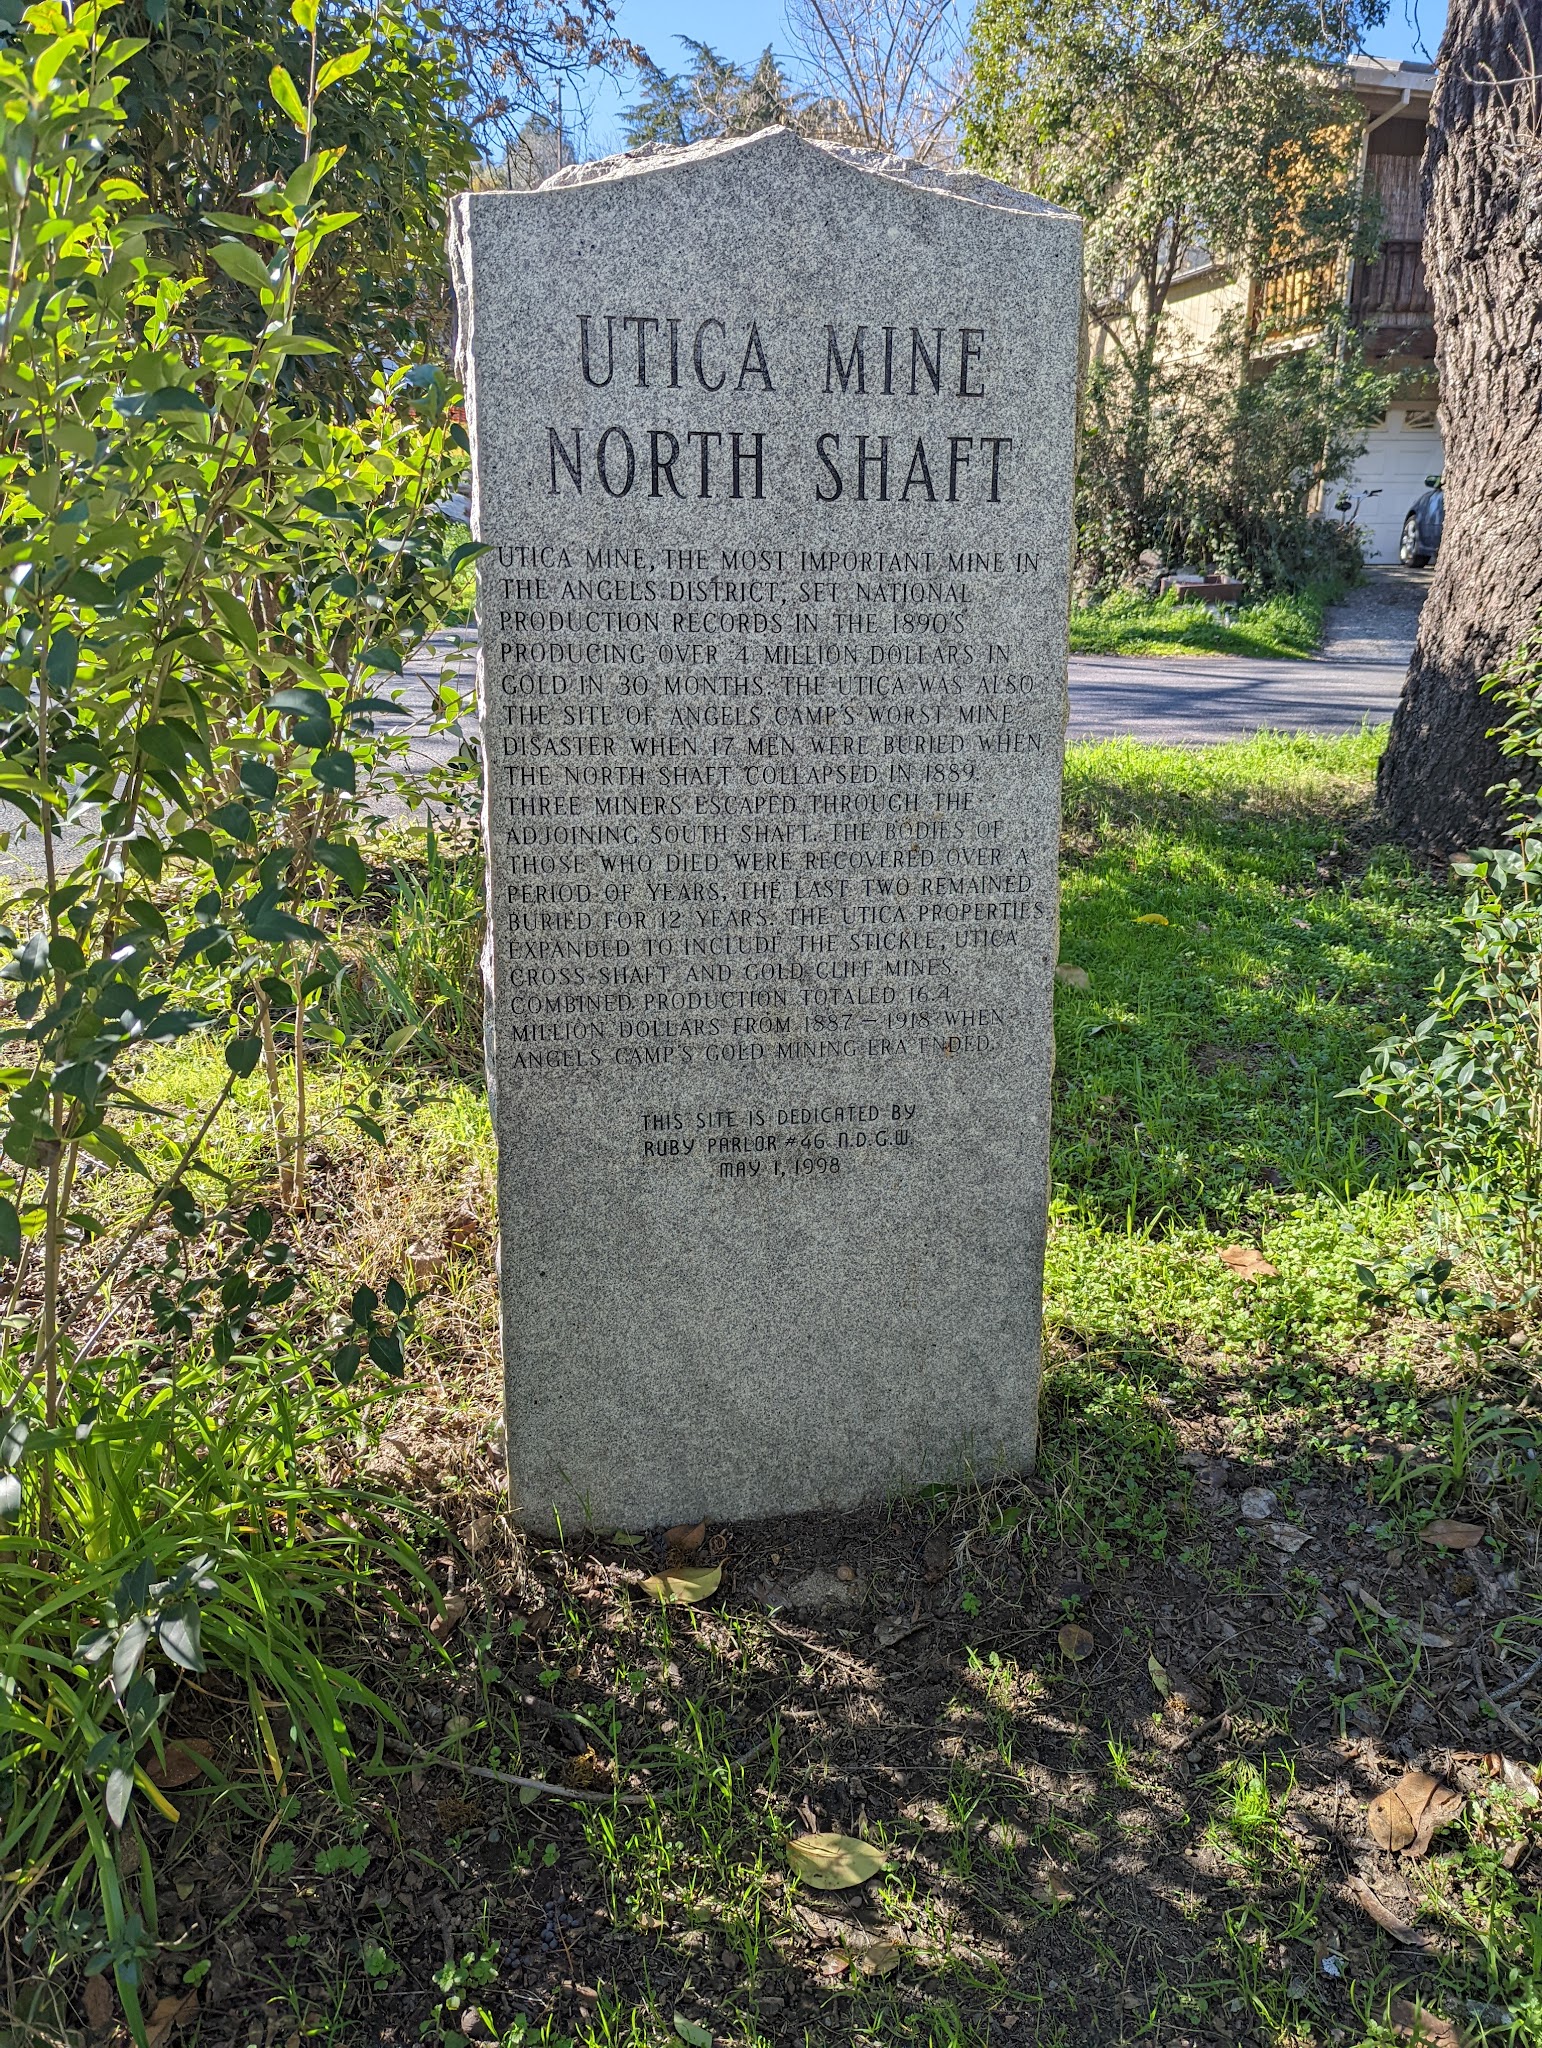 UTICA MINE
NORTH SHAFT
UTICA MINE, THE MOST IMPORTANT MINE IN
THE ANGELS DISTRICT, SET NATIONAL
PRODUCTION RECORDS IN THE 1890'S
PRODUCING OVER 4 MILLION DOLLARS IN
GOLD IN 30 MONTHS. THE UTICA WAS ALSO
THE SITE OF ANGELS CAMP'S WORST MINE
DISASTER WHEN 17 MEN WERE BURIED WHEN
THE NORTH SHAFT COLLAPSED IN 1889.
THREE MINERS ESCAPED THROUGH THE
ADJOINING SOUTH SHAFT. THE BODIES OF
THOSE WHO DIED WERE RECOVERED OVER A
PERIOD OF YEARS, THE LAST TWO REMAINED
BURIED FOR 12 YEARS. THE UTICA PROPERTIES
EXPANDED TO INCLUDE THE STICKLE, UTICA
CROSS SHAFT AND GOLD CLIFF MINES.
COMBINED PRODUCTION TOTALED 16.4
MILLION DOLLARS FROM 1887 – 1918 WHEN
ANGELS CAMP'S GOLD MINING ERA ENDED.
THIS SITE IS DEDICATED BY
RUBY PARLOR #46 N.D.G.W.
MAY 1, 1998